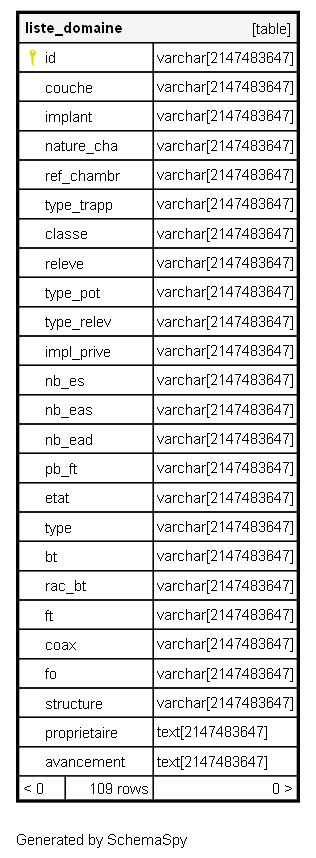 liste_domaine [table]
id varchar[2147483647]
couche varchar[2147483647]
implant varchar[2147483647]
nature_cha varchar[2147483647]
ref_chambr varchar[2147483647]
type_trapp varchar[2147483647]
classe varchar[2147483647]
releve varchar[2147483647]
type_pot varchar[2147483647]
type_relev varchar[2147483647]
impl_prive varchar[2147483647]
nb_es varchar[2147483647]
nb_eas varchar[2147483647]
nb_ead varchar[2147483647]
pb_ft varchar[2147483647]
etat varchar[2147483647]
type varchar[2147483647]
bt varchar[2147483647]
rac_bt varchar[2147483647]
ft varchar[2147483647]
coax varchar[2147483647]
fo varchar[2147483647]
structure varchar[2147483647]
proprietaire text[2147483647]
avancement text[2147483647]
< 0 109 rows 0 >
Generated by SchemaSpy